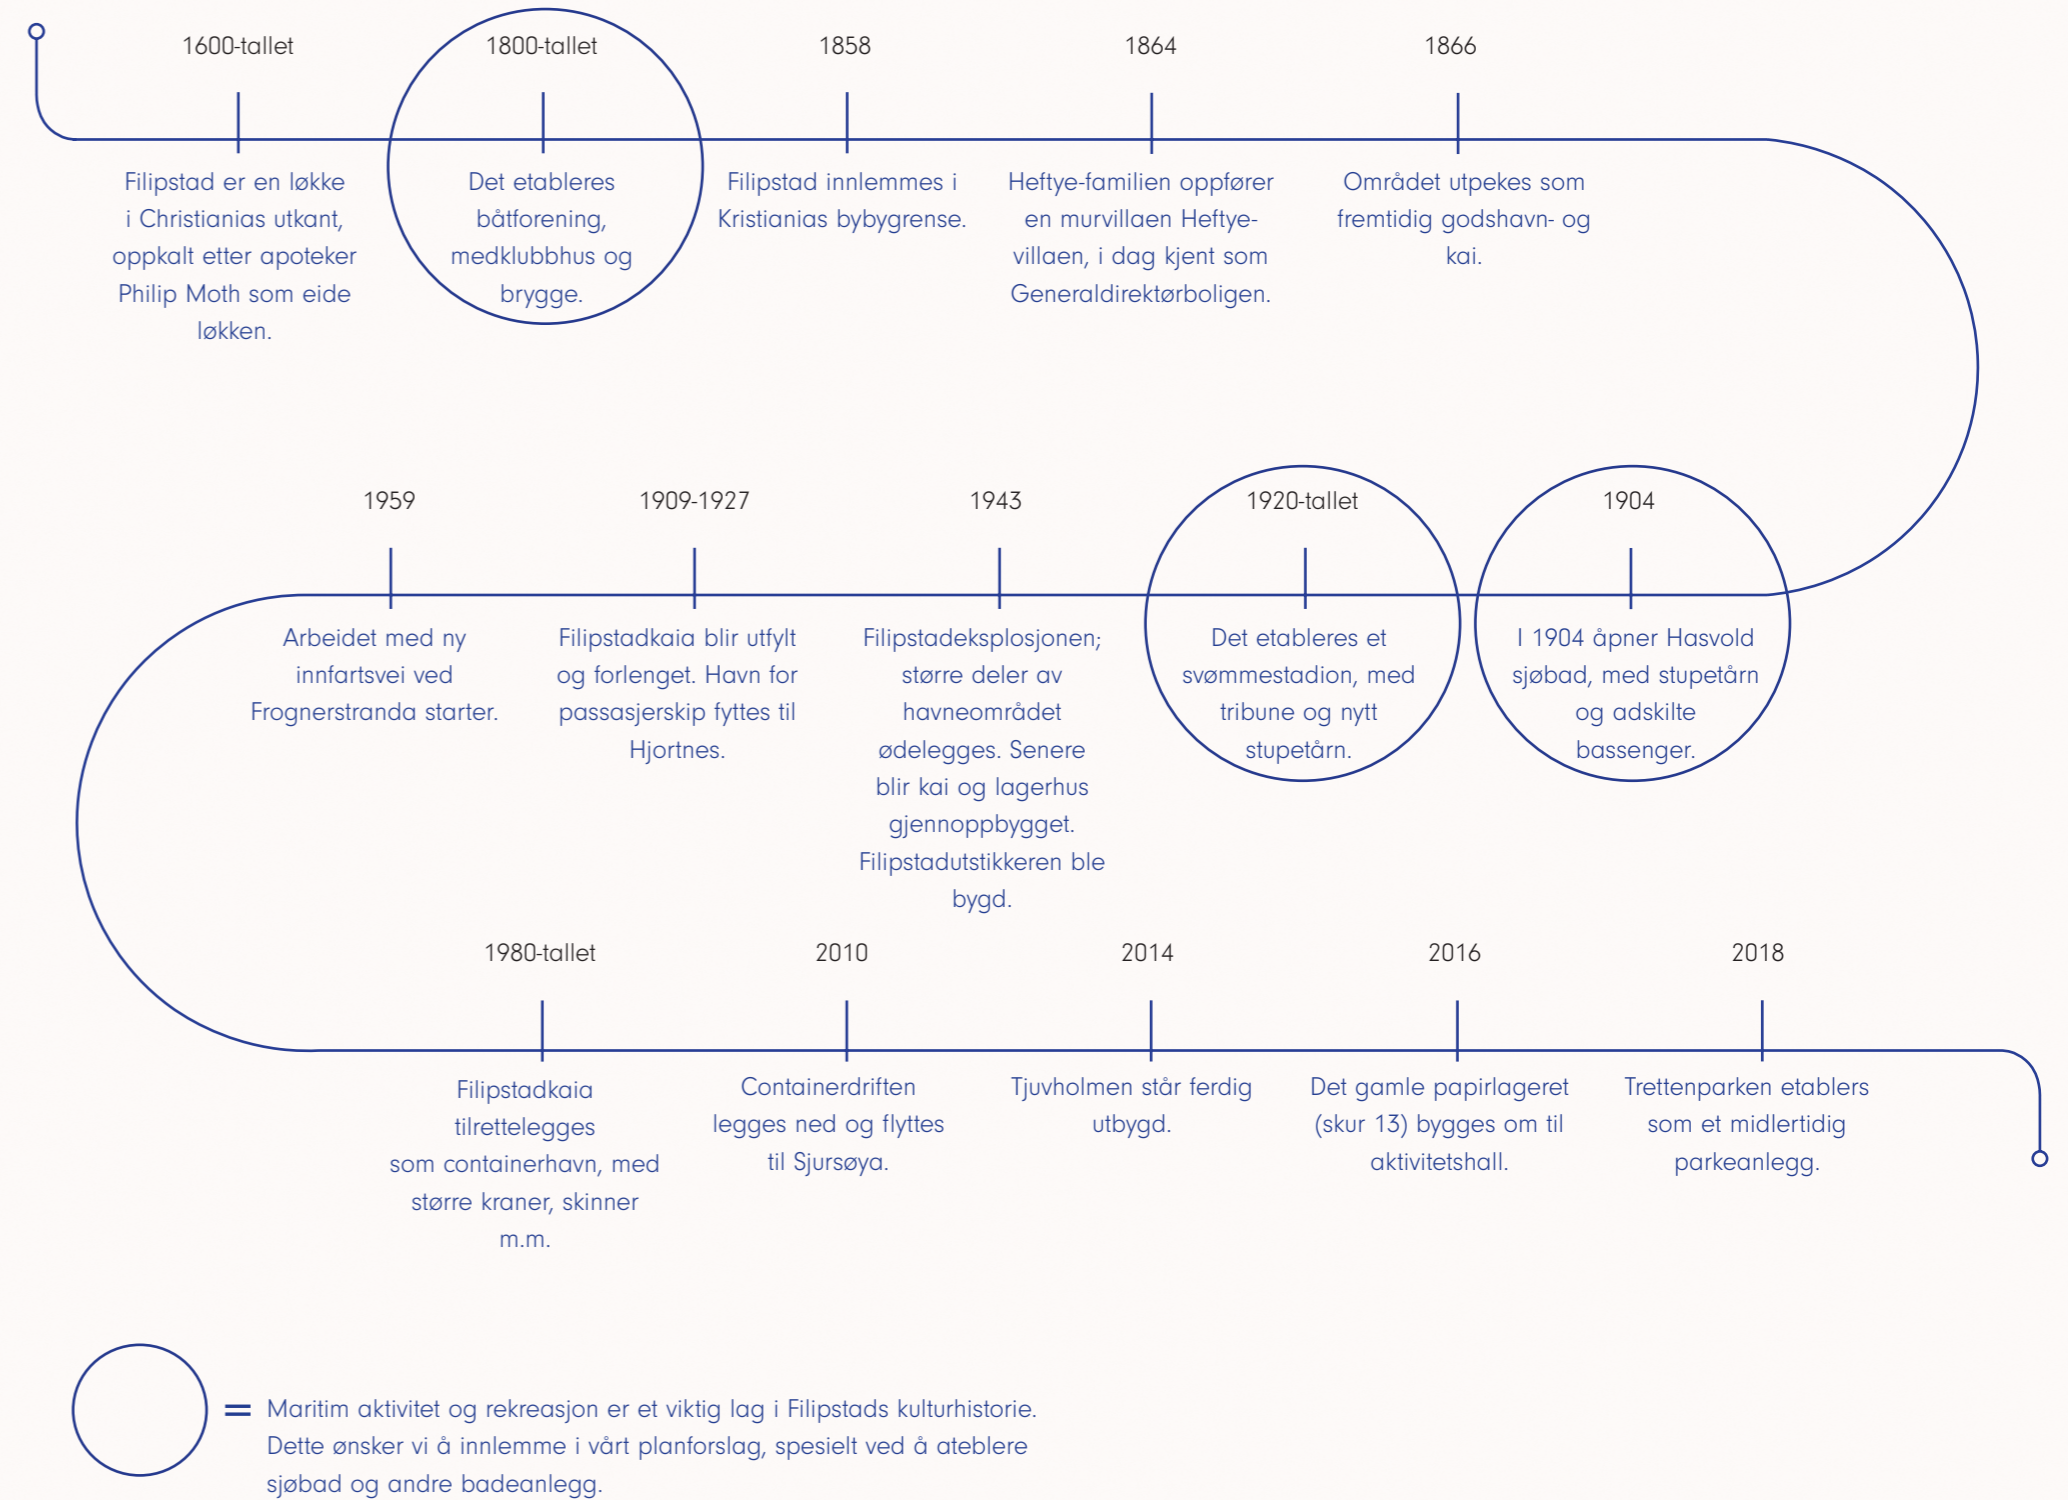 1600-tallet
Filipstad er en løkke
i Christianias utkant,
oppkalt etter apoteker
Philip Moth som eide
løkken.
1800-tallet
Det etableres
båtforening,
medklubbhus og
brygge.
1858
Filipstad innlemmes i
Kristianias bybygrense.
1864
Heftye-familien oppfører
en murvillaen Heftye-
villaen, i dag kjent som
Generaldirektørboligen.
1866
Området utpekes som
fremtidig godshavn- og
kai.
1959
Arbeidet med ny
innfartsvei ved
Frognerstranda starter.
1909-1927
Filipstadkaia blir utfylt
og forlenget. Havn for
passasjerskip fyttes til
Hjortnes.
1943
Filipstadeksplosjonen;
større deler av
havneområdet
ødelegges. Senere
blir kai og lagerhus
gjennoppbygget.
Filipstadutstikkeren ble
bygd.
1920-tallet
Det etableres et
svømmestadion, med
tribune og nytt
stupetårn.
1904
I 1904 åpner Hasvold
sjøbad, med stupetårn
og adskilte
bassenger.
1980-tallet
Filipstadkaia
tilrettelegges
som containerhavn, med
større kraner, skinner
m.m.
2010
Containerdriften
legges ned og flyttes
til Sjursøya.
2014
Tjuvholmen står ferdig
utbygd.
2016
Det gamle papirlageret
(skur 13) bygges om til
aktivitetshall.
2018
Trettenparken etablers
som et midlertidig
parkeanlegg.
= Maritim aktivitet og rekreasjon er et viktig lag i Filipstads kulturhistorie.
Dette ønsker vi å innlemme i vårt planforslag, spesielt ved å ateblere
sjøbad og andre badeanlegg.